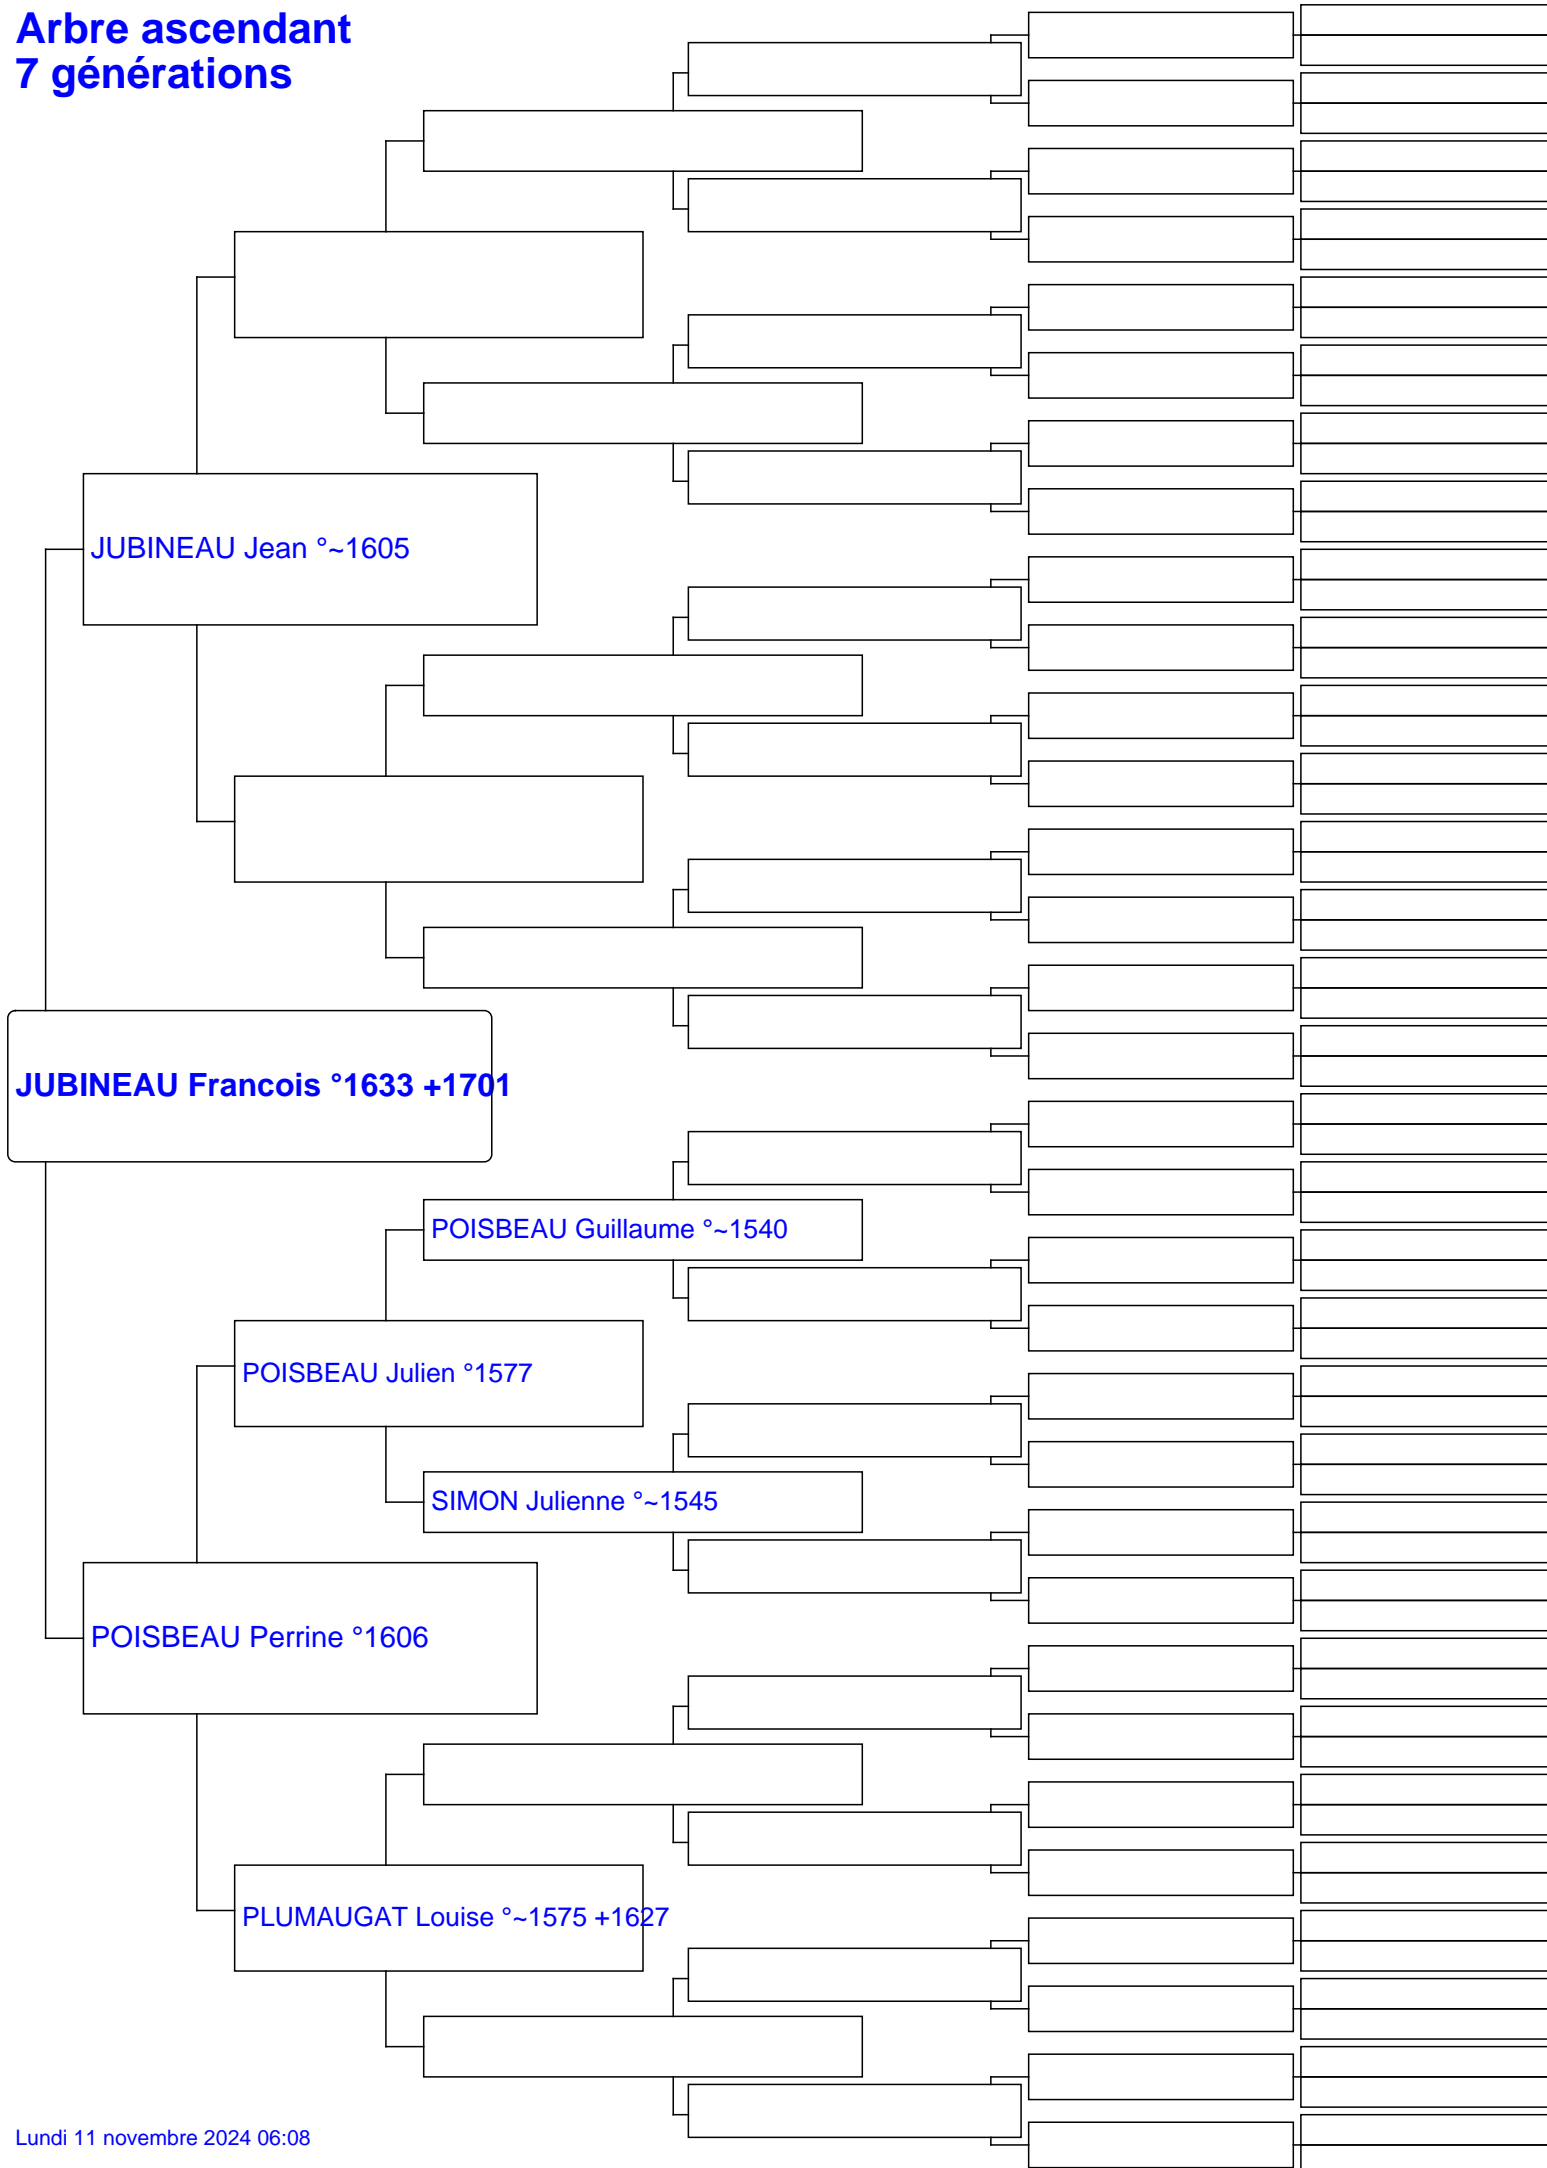 Arbre ascendant
7 générations
JUBINEAU Jean °~1605
JUBINEAU Francois °1633 +1701
POISBEAU Guillaume °~1540
POISBEAU Julien °1577
SIMON Julienne °~1545
POISBEAU Perrine °1606
PLUMAUGAT Louise °~1575 +1627
Lundi 11 novembre 2024 06:08